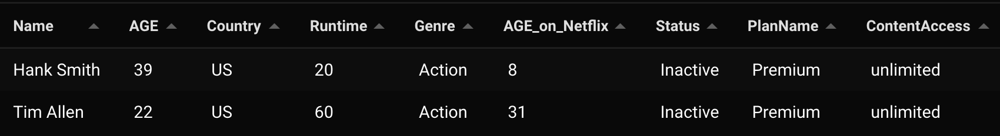 Name AGE Country Runtime Genre AGE_on_Netflix Status PlanName ContentAccess
Hank Smith 39 US 20 Action 8 Inactive Premium unlimited
Tim Allen 22 US 60 Action 31 Inactive Premium unlimited